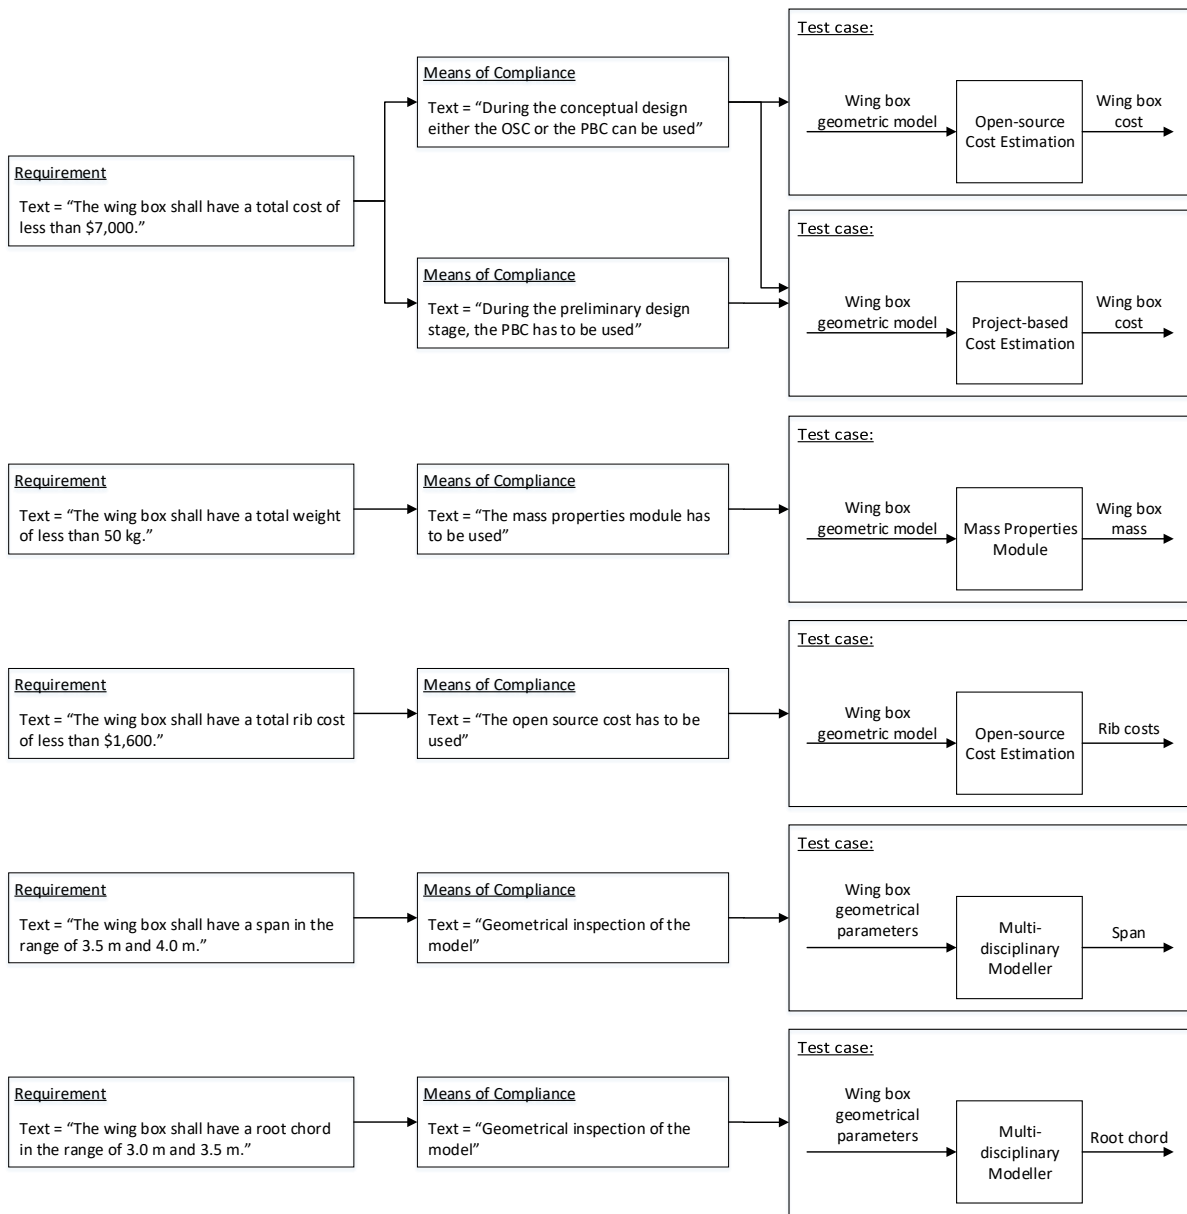 Requirement
Text = “The wing box shall have a total cost of
less than $7,000.”
Means of Compliance
Text = “During the conceptual design
either the OSC or the PBC can be used”
Means of Compliance
Text = “During the preliminary design
stage, the PBC has to be used”
Test case:
Wing box
geometric model
Open-source
Cost Estimation
Wing box
cost
Test case:
Wing box
geometric model
Project-based
Cost Estimation
Wing box
cost
Requirement
Text = “The wing box shall have a total weight
of less than 50 kg.”
Means of Compliance
Text = “The mass properties module has
to be used”
Test case:
Wing box
geometric model
Mass Properties
Module
Wing box
mass
Requirement
Text = “The wing box shall have a total rib cost
of less than $1,600.”
Means of Compliance
Text = “The open source cost has to be
used”
Test case:
Wing box
geometric model
Open-source
Cost Estimation
Rib costs
Requirement
Text = “The wing box shall have a span in the
range of 3.5 m and 4.0 m.”
Means of Compliance
Text = “Geometrical inspection of the
model”
Test case:
Wing box
geometrical
parameters
Multi-
disciplinary
Modeller
Span
Requirement
Text = “The wing box shall have a root chord
in the range of 3.0 m and 3.5 m.”
Means of Compliance
Text = “Geometrical inspection of the
model”
Test case:
Wing box
geometrical
parameters
Multi-
disciplinary
Modeller
Root chord